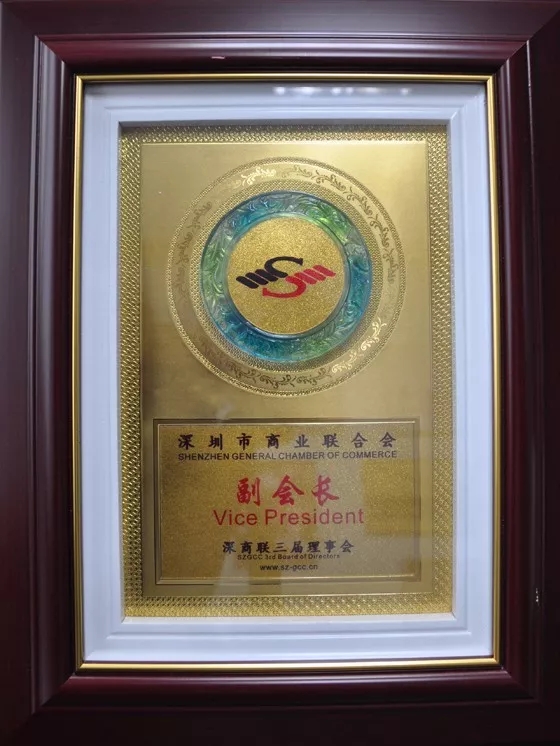 深圳市商业联合会
SHENZHEN GENERAL CHAMBER OF COMMERCE
副会长
Vice President
深商联三届理事会
SZGCC 3rd Board of Directors
www.sz-gcc.cn